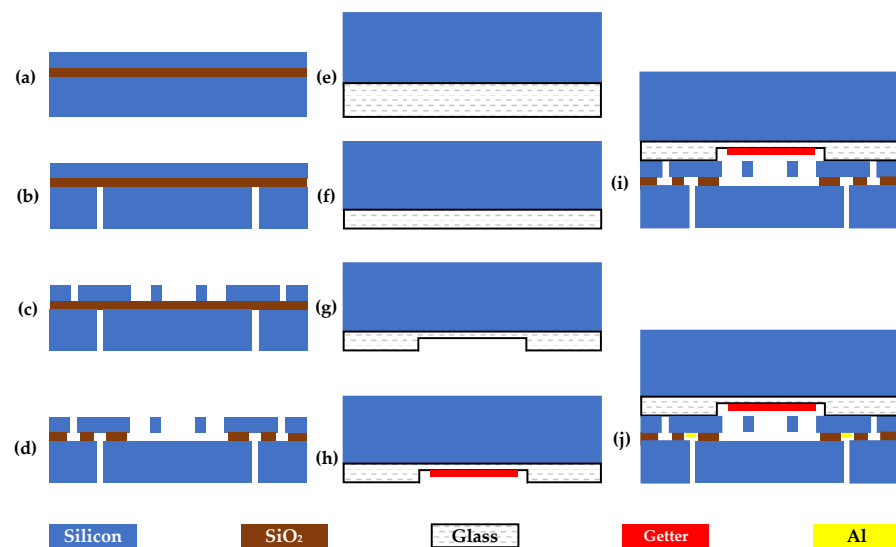 (a)
(b)
(c)
(d)
(e)
(f)
(g)
(h)
(i)
(j)
Silicon SiO2 Glass Getter Al